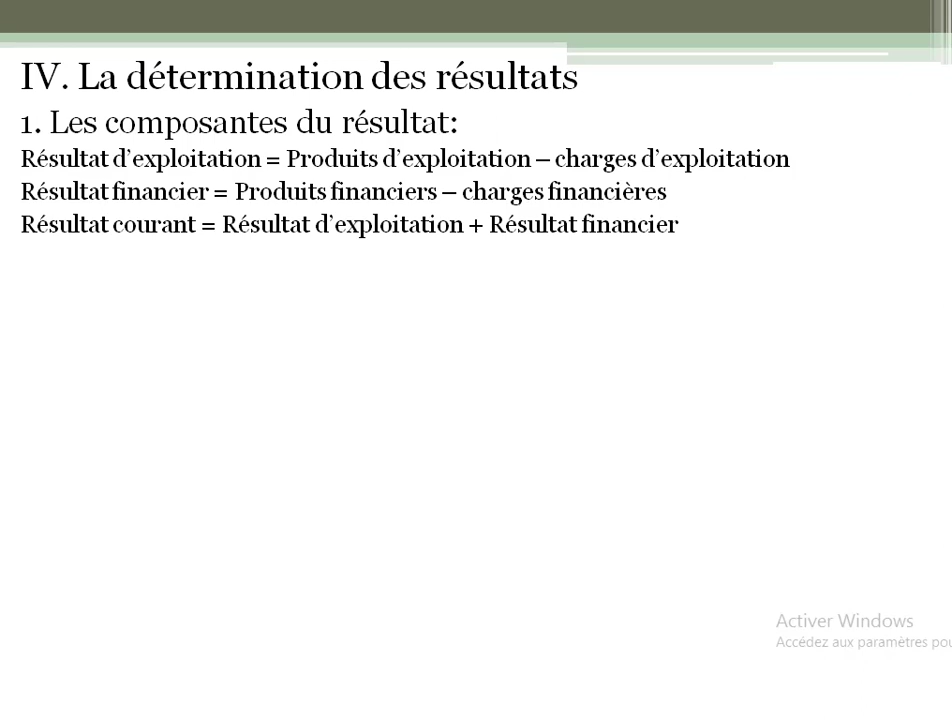 IV. La détermination des résultats
1. Les composantes du résultat:
Résultat d’exploitation = Produits d’exploitation – charges d’exploitation
Résultat financier = Produits financiers – charges financières
Résultat courant = Résultat d’exploitation + Résultat financier
Activer Windows
Accédez aux paramètres pou